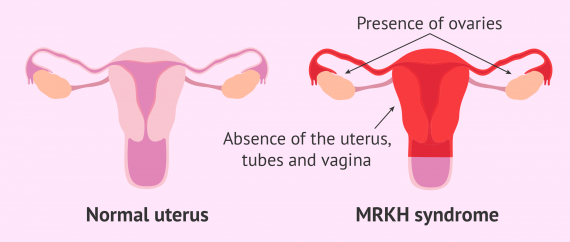 Presence of ovaries
Absence of the uterus,
tubes and vagina
Normal uterus
MRKH syndrome